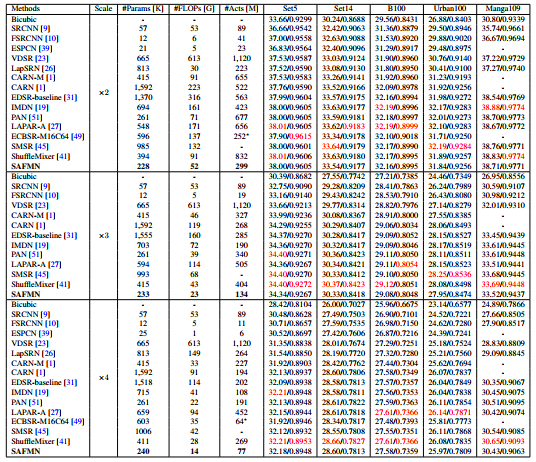 Methods Scale #Params [K] #FLOPs [G] #Acts [M] Set5 Set14 B100 Urban100 Manga109
Bicubic - - - 33.66/0.9299 30.24/0.8688 29.56/0.8431 26.88/0.8403 30.80/0.9339
SRCNN [9] 57 53 89 36.66/0.9542 32.42/0.9063 31.36/0.8879 29.50/0.8946 35.74/0.9661
FSRCNN [10] 12 6 41 37.00/0.9558 32.63/0.9088 31.53/0.8920 29.88/0.9020 36.67/0.9694
ESPCN [39] 21 5 23 36.83/0.9564 32.40/0.9096 31.29/0.8917 29.48/0.8975 -
VDSR [23] 665 613 1,120 37.53/0.9587 33.03/0.9124 31.90/0.8960 30.76/0.9140 37.22/0.9729
LapSRN [26] 813 30 223 37.52/0.9590 33.08/0.9130 31.80/0.8950 30.41/0.9100 37.27/0.9740
CARN-M [1] 415 91 655 37.53/0.9583 33.26/0.9141 31.92/0.8960 31.23/0.9193 -
CARN [1] 1,592 223 522 37.76/0.9590 33.52/0.9166 32.09/0.8978 31.92/0.9256 -
EDSR-baseline [31] 1,370 316 563 37.99/0.9604 33.57/0.9175 32.16/0.8994 31.98/0.9272 38.54/0.9769
IMDN [19] 694 161 423 38.00/0.9605 33.63/0.9177 32.19/0.8996 32.17/0.9283 38.88/0.9774
PAN [51] 261 71 677 38.00/0.9605 33.59/0.9181 32.18/0.8997 32.01/0.9273 38.70/0.9773
LAPAR-A [27] 548 171 656 38.01/0.9605 33.62/0.9183 32.19/0.8999 32.10/0.9283 38.67/0.9772
ECBSR-M16C64 [49] 596 137 252* 37.90/0.9615 33.34/0.9178 32.10/0.9018 31.71/0.9250 -
SMSR [45] ×2 985 132 - 38.00/0.9601 33.64/0.9179 32.17/0.8990 32.19/0.9284 38.76/0.9771
ShuffleMixer [41] 394 91 832 38.01/0.9606 33.63/0.9180 32.17/0.8995 31.89/0.9257 38.83/0.9774
SAFMN 228 52 299 38.00/0.9605 33.54/0.9177 32.16/0.8995 31.84/0.9256 38.71/0.9771
Bicubic - - - 30.39/0.8682 27.55/0.7742 27.21/0.7385 24.46/0.7349 26.95/0.8556
SRCNN [9] 57 53 89 32.75/0.9090 29.28/0.8209 28.41/0.7863 26.24/0.7989 30.59/0.9107
FSRCNN [10] 12 5 19 33.16/0.9140 29.43/0.8242 28.53/0.7910 26.43/0.8080 30.98/0.9212
VDSR [23] 665 613 1,120 33.66/0.9213 29.77/0.8314 28.82/0.7976 27.14/0.8279 32.01/0.9310
CARN-M [1] 415 46 327 33.99/0.9236 30.08/0.8367 28.91/0.8000 27.55/0.8385 -
CARN [1] 1,592 119 268 34.29/0.9255 30.29/0.8407 29.06/0.8034 28.06/0.8493 -
EDSR-baseline [31] ×3 1,555 160 285 34.37/0.9270 30.28/0.8417 29.09/0.8052 28.15/0.8527 33.45/0.9439
IMDN [19] 703 72 190 34.36/0.9270 30.32/0.8417 29.09/0.8046 28.17/0.8519 33.61/0.9445
PAN [51] 261 39 340 34.40/0.9271 30.36/0.8423 29.11/0.8050 28.11/0.8511 33.61/0.9448
LAPAR-A [27] 594 114 505 34.36/0.9267 30.34/0.8421 29.11/0.8054 28.15/0.8523 33.51/0.9441
SMSR [45] 993 68 - 34.40/0.9270 30.33/0.8412 29.10/0.8050 28.25/0.8536 33.68/0.9445
ShuffleMixer [41] 415 43 404 34.40/0.9272 30.37/0.8423 29.12/0.8051 28.08/0.8498 33.69/0.9448
SAFMN 233 23 134 34.34/0.9267 30.33/0.8418 29.08/0.8048 27.95/0.8474 33.52/0.9437
Bicubic - - - 28.42/0.8104 26.00/0.7027 25.96/0.6675 23.14/0.6577 24.89/0.7866
SRCNN [9] 57 53 89 30.48/0.8628 27.49/0.7503 26.90/0.7101 24.52/0.7221 27.66/0.8505
FSRCNN [10] 12 5 11 30.71/0.8657 27.59/0.7535 26.98/0.7150 24.62/0.7280 27.90/0.8517
ESPCN [39] 25 1 6 30.52/0.8697 27.42/0.7606 26.87/0.7216 24.39/0.7241 -
VDSR [23] 665 613 1,120 31.35/0.8838 28.01/0.7674 27.29/0.7251 25.18/0.7524 28.83/0.8809
LapSRN [26] 813 149 264 31.54/0.8850 28.19/0.7720 27.32/0.7280 25.21/0.7560 29.09/0.8845
CARN-M [1] 415 33 227 31.92/0.8903 28.42/0.7762 27.44/0.7304 25.62/0.7694 -
CARN [1] 1,592 91 194 32.13/0.8937 28.60/0.7806 27.58/0.7349 26.07/0.7837 -
EDSR-baseline [31] ×4 1,518 114 202 32.09/0.8938 28.58/0.7813 27.57/0.7357 26.04/0.7849 30.35/0.9067
IMDN [19] 715 41 108 32.21/0.8948 28.58/0.7811 27.56/0.7353 26.04/0.7838 30.45/0.9075
PAN [51] 261 22 191 32.13/0.8948 28.61/0.7822 27.59/0.7363 26.11/0.7854 30.51/0.9095
LAPAR-A [27] 659 94 452 32.15/0.8944 28.61/0.7818 27.61/0.7366 26.14/0.7871 30.42/0.9074
ECBSR-M16C64 [49] 603 35 64* 31.92/0.8946 28.34/0.7817 27.48/0.7393 25.81/0.7773 -
SMSR [45] 1006 42 - 32.12/0.8932 28.55/0.7808 27.55/0.7351 26.11/0.7868 30.54/0.9085
ShuffleMixer [41] 411 28 269 32.21/0.8953 28.66/0.7827 27.61/0.7366 26.08/0.7835 30.65/0.9093
SAFMN 240 14 77 32.18/0.8948 28.60/0.7813 27.58/0.7359 25.97/0.7809 30.43/0.9063